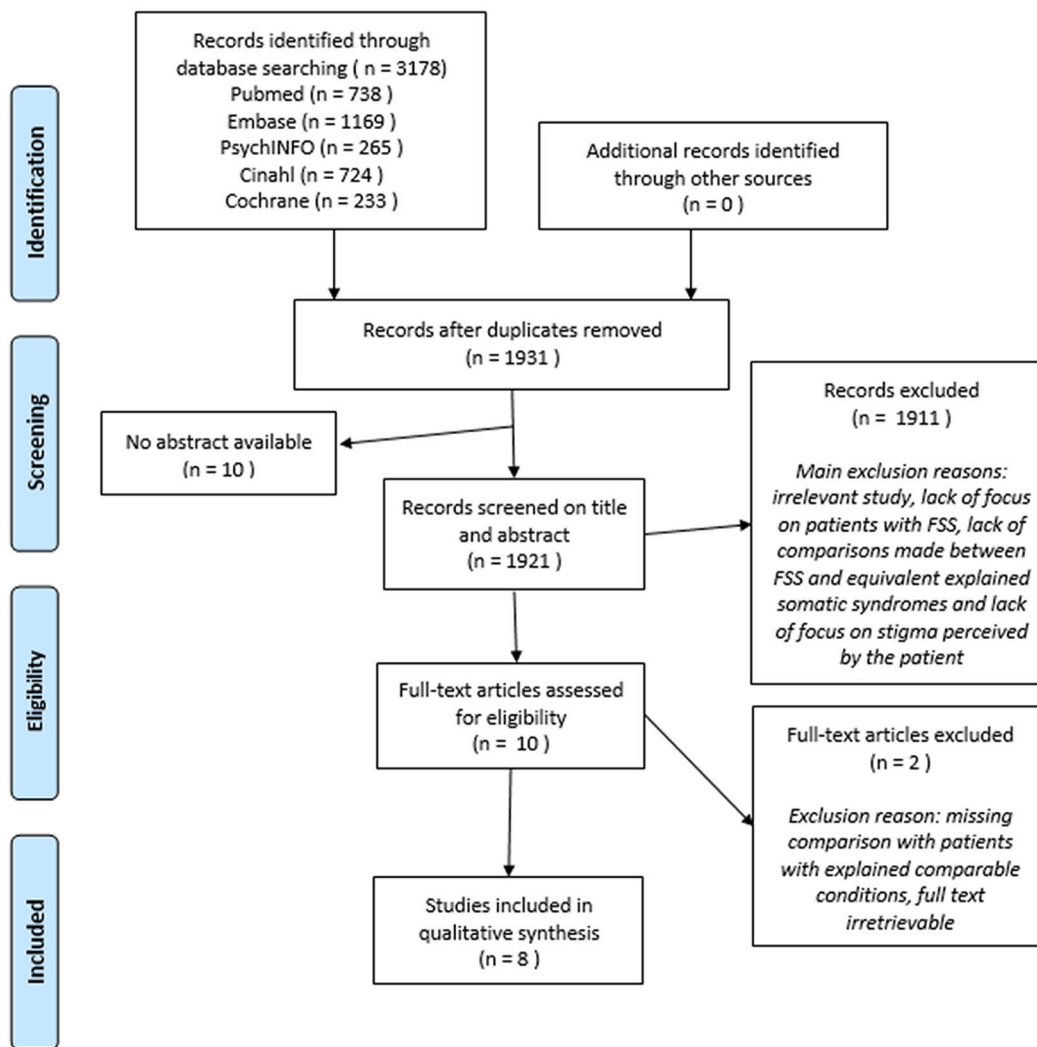 Identification
Records identified through
database searching ( n = 3178)
Pubmed (n = 738 )
Embase (n = 1169)
PsychINFO (n = 265 )
Cinahl (n = 724 )
Cochrane (n = 233 )
Additional records identified
through other sources
(n = 0 )
Records after duplicates removed
(n = 1931 )
Screening
No abstract available
(n = 10 )
Records screened on title
and abstract
(n = 1921 )
Records excluded
(n = 1911 )
Main exclusion reasons:
irrelevant study, lack of focus
on patients with FSS, lack of
comparisons made between
FSS and equivalent explained
somatic syndromes and lack
of focus on stigma perceived
by the patient
Eligibility
Full-text articles assessed
for eligibility
(n = 10 )
Full-text articles excluded
(n = 2 )
Exclusion reason: missing
comparison with patients
with explained comparable
conditions, full text
irretrievable
Included
Studies included in
qualitative synthesis
(n = 8 )